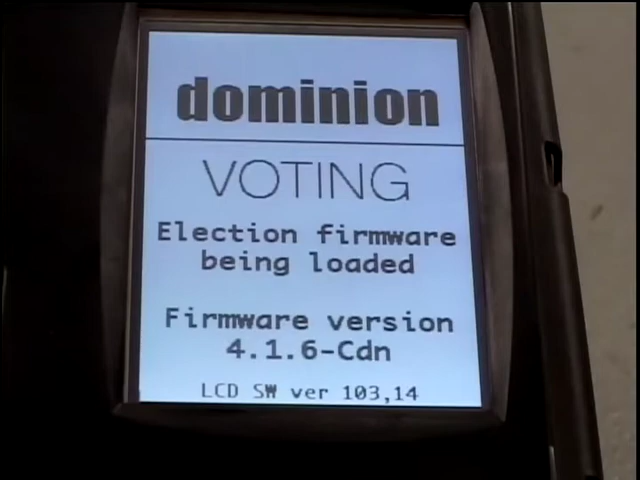 dominion
VOTING
Election firmware
being loaded
Firmware version
4.1.6-Cdn
LCD SW ver 103,14